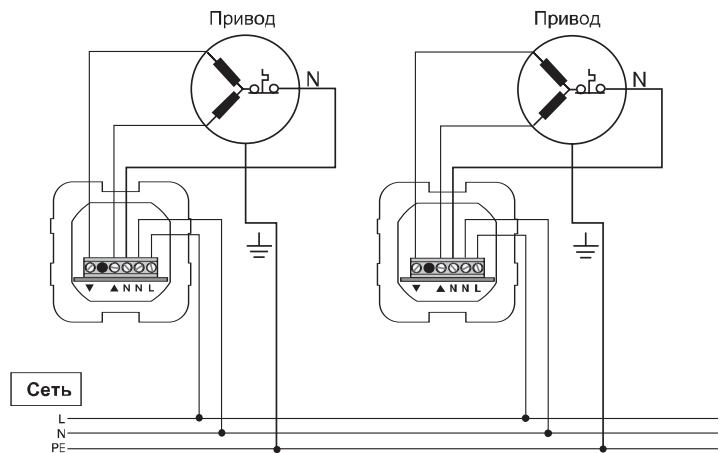 Привод Привод
N N
▼ ▲ N N L ▼ ▲ N N L
Сеть
L
N
PE